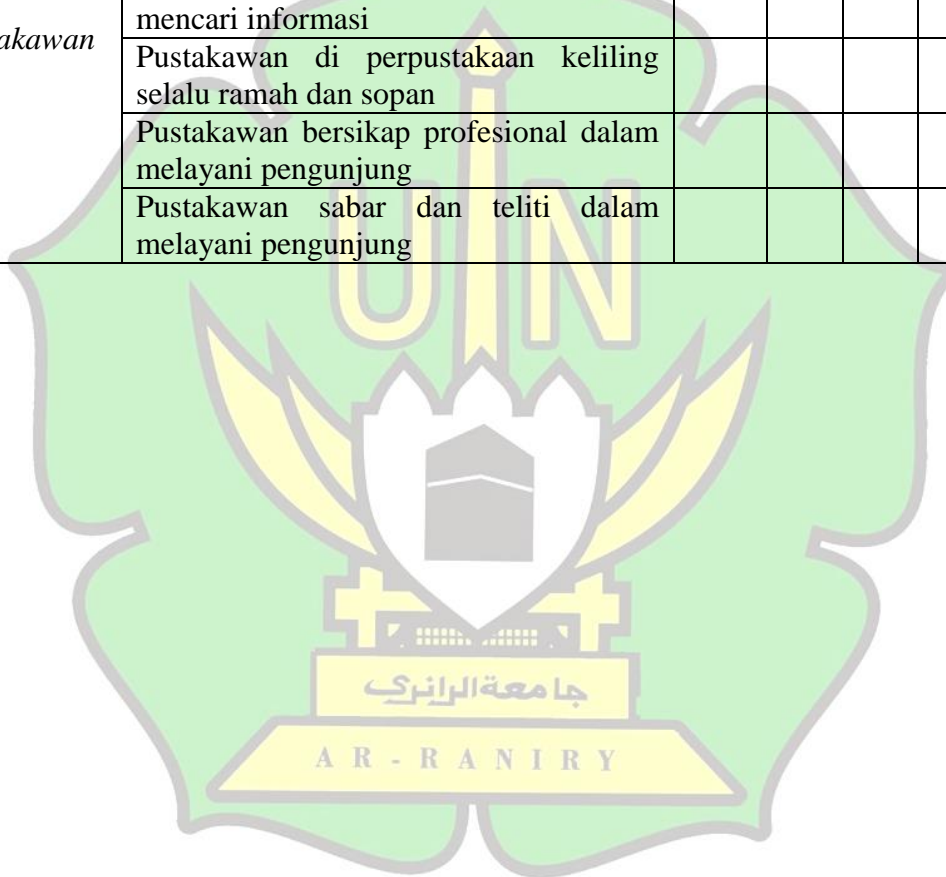 mencari informasi
akawan
Pustakawan di perpustakaan keliling
selalu ramah dan sopan
Pustakawan bersikap profesional dalam
melayani pengunjung
Pustakawan sabar dan teliti dalam
melayani pengunjung
UIN
جامعة الرانري
AR-RANIRY